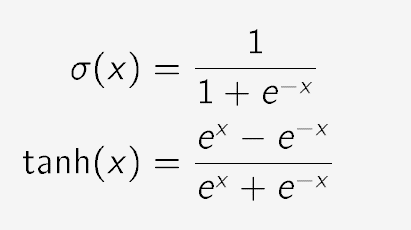 σ(x) = 1 / (1 + e^{−x})
tanh(x) = (e^x − e^{−x}) / (e^x + e^{−x})